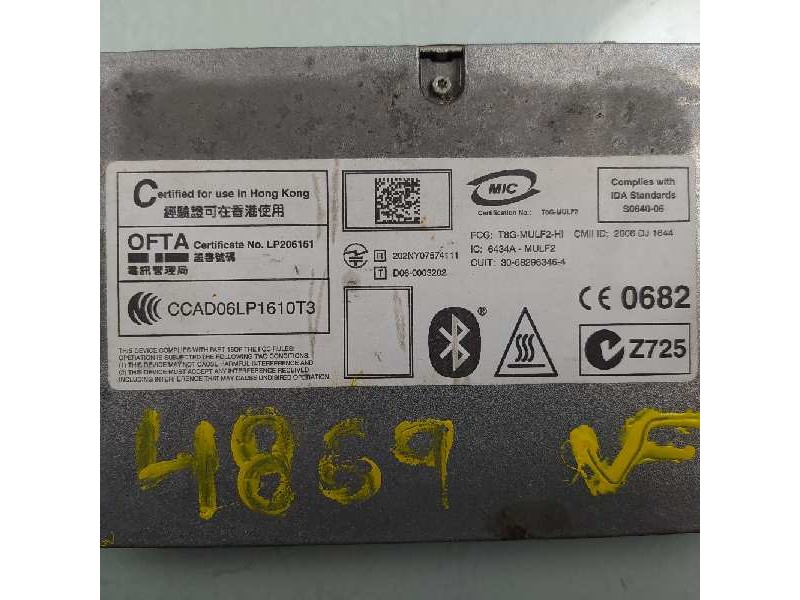 Certified for use in Hong Kong
經驗證可在香港使用
OFTA Certificate No. LP206161
電訊管理局 證書號碼
CCAD06LP1610T3
THIS DEVICE COMPLIES WITH PART 15 OF THE FCC RULES:
OPERATION IS SUBJECTED THE FOLLOWING TWO CONDITIONS.
(1) THIS DEVICE MAY NOT CAUSE HARMFUL INTERFERENCE AND
(2) THIS DEVICE MUST ACCEPT ANY INTERFERENCE RECEIVED
INCLUDING INTERFERENCE THAT MAY CAUSE UNDISIRED OPERATION.
R 202NY07674111
T D06-0003202
MIC
Certification No.: T8G-MULF2
Complies with
IDA Standards
S0640-06
FCG: T8G-MULF2-HI CMII ID: 2006 DJ 1644
IC: 6434A - MULF2
CUIT: 30-68296346-4
CE 0682
®
Z725
4869 VF